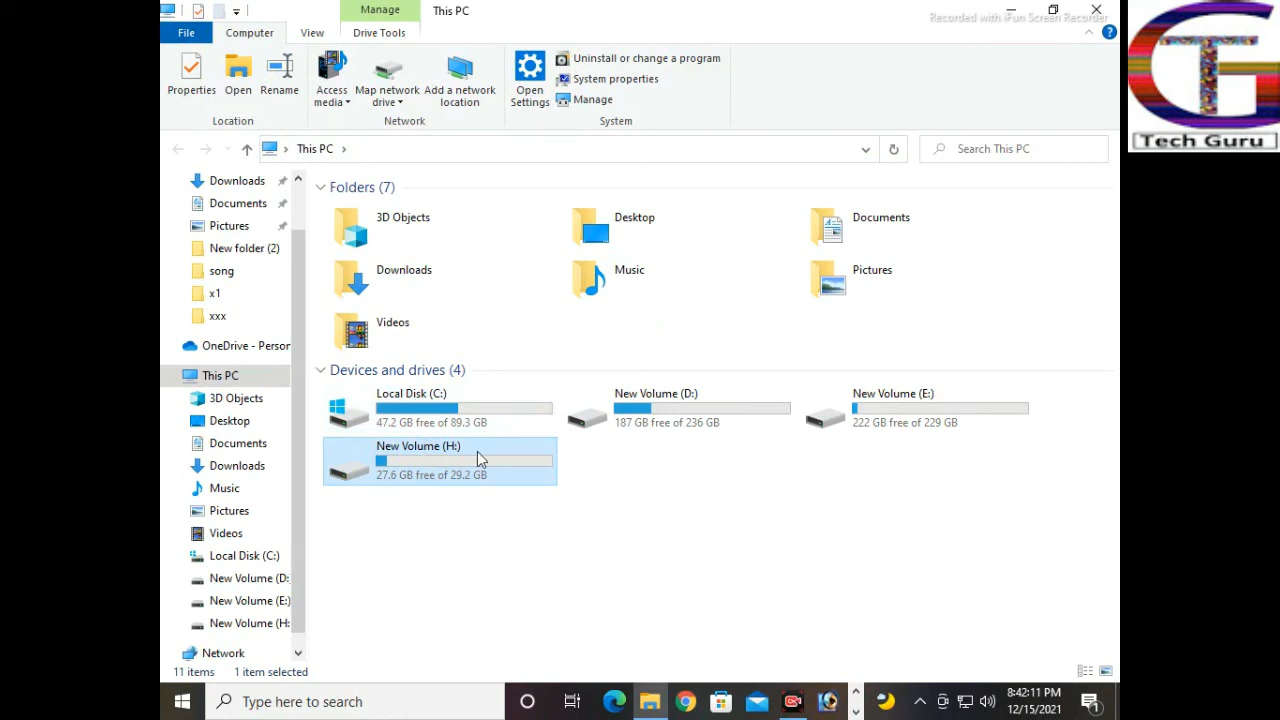 Manage
This PC
Recorded with iFun Screen Recorder
File
Computer
View
Drive Tools
Properties
Open
Rename
Access media
Map network drive
Add a network location
Open Settings
Uninstall or change a program
System properties
Manage
Location
Network
System
This PC
Search This PC
Tech Guru
Downloads
Documents
Pictures
New folder (2)
song
x1
xxx
OneDrive - Person
This PC
3D Objects
Desktop
Documents
Downloads
Music
Pictures
Videos
Local Disk (C:)
New Volume (D:
New Volume (E:)
New Volume (H:
Network
Folders (7)
3D Objects
Desktop
Documents
Downloads
Music
Pictures
Videos
Devices and drives (4)
Local Disk (C:)
47.2 GB free of 89.3 GB
New Volume (D:)
187 GB free of 236 GB
New Volume (E:)
222 GB free of 229 GB
New Volume (H:)
27.6 GB free of 29.2 GB
11 items
1 item selected
Type here to search
8:42:11 PM
12/15/2021
1